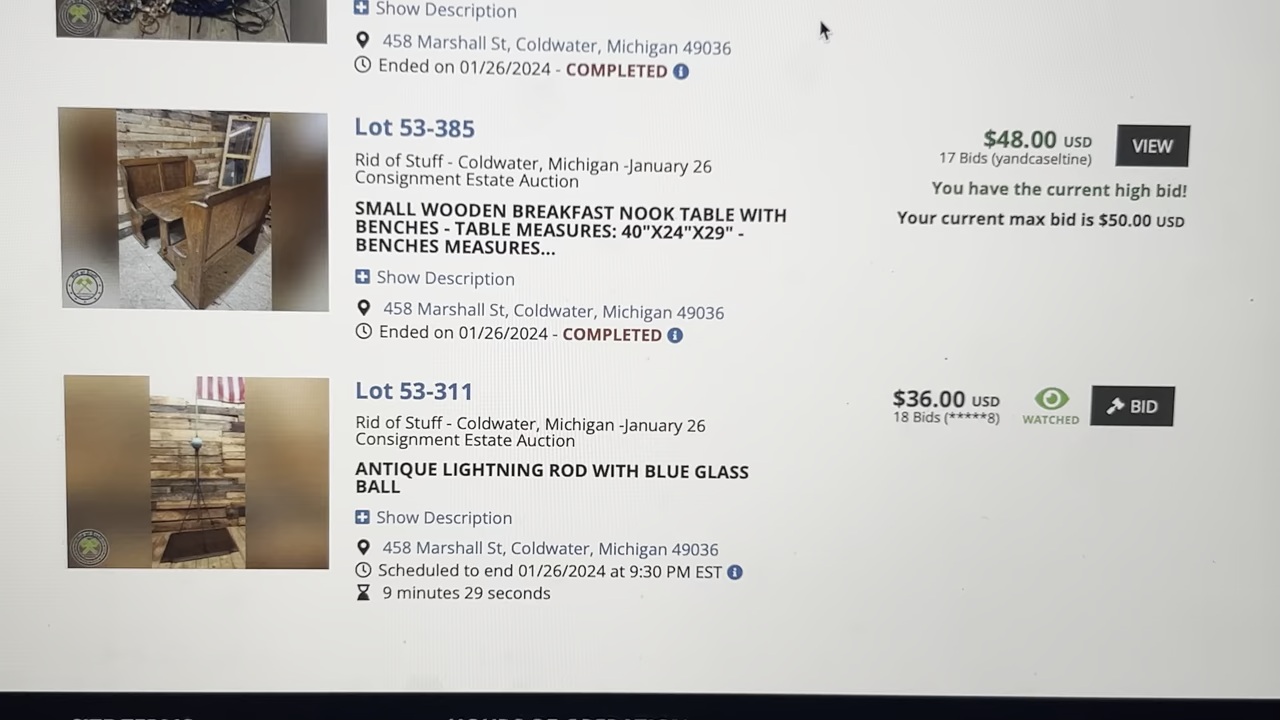 Show Description
458 Marshall St, Coldwater, Michigan 49036
Ended on 01/26/2024 - COMPLETED
Lot 53-385
Rid of Stuff - Coldwater, Michigan -January 26
Consignment Estate Auction
SMALL WOODEN BREAKFAST NOOK TABLE WITH
BENCHES - TABLE MEASURES: 40"X24"X29" -
BENCHES MEASURES...
Show Description
458 Marshall St, Coldwater, Michigan 49036
Ended on 01/26/2024 - COMPLETED
$48.00 USD
17 Bids (yandcaseltine)
VIEW
You have the current high bid!
Your current max bid is $50.00 USD
Lot 53-311
Rid of Stuff - Coldwater, Michigan -January 26
Consignment Estate Auction
ANTIQUE LIGHTNING ROD WITH BLUE GLASS
BALL
Show Description
458 Marshall St, Coldwater, Michigan 49036
Scheduled to end 01/26/2024 at 9:30 PM EST
9 minutes 29 seconds
$36.00 USD
18 Bids (*****8)
WATCHED
BID